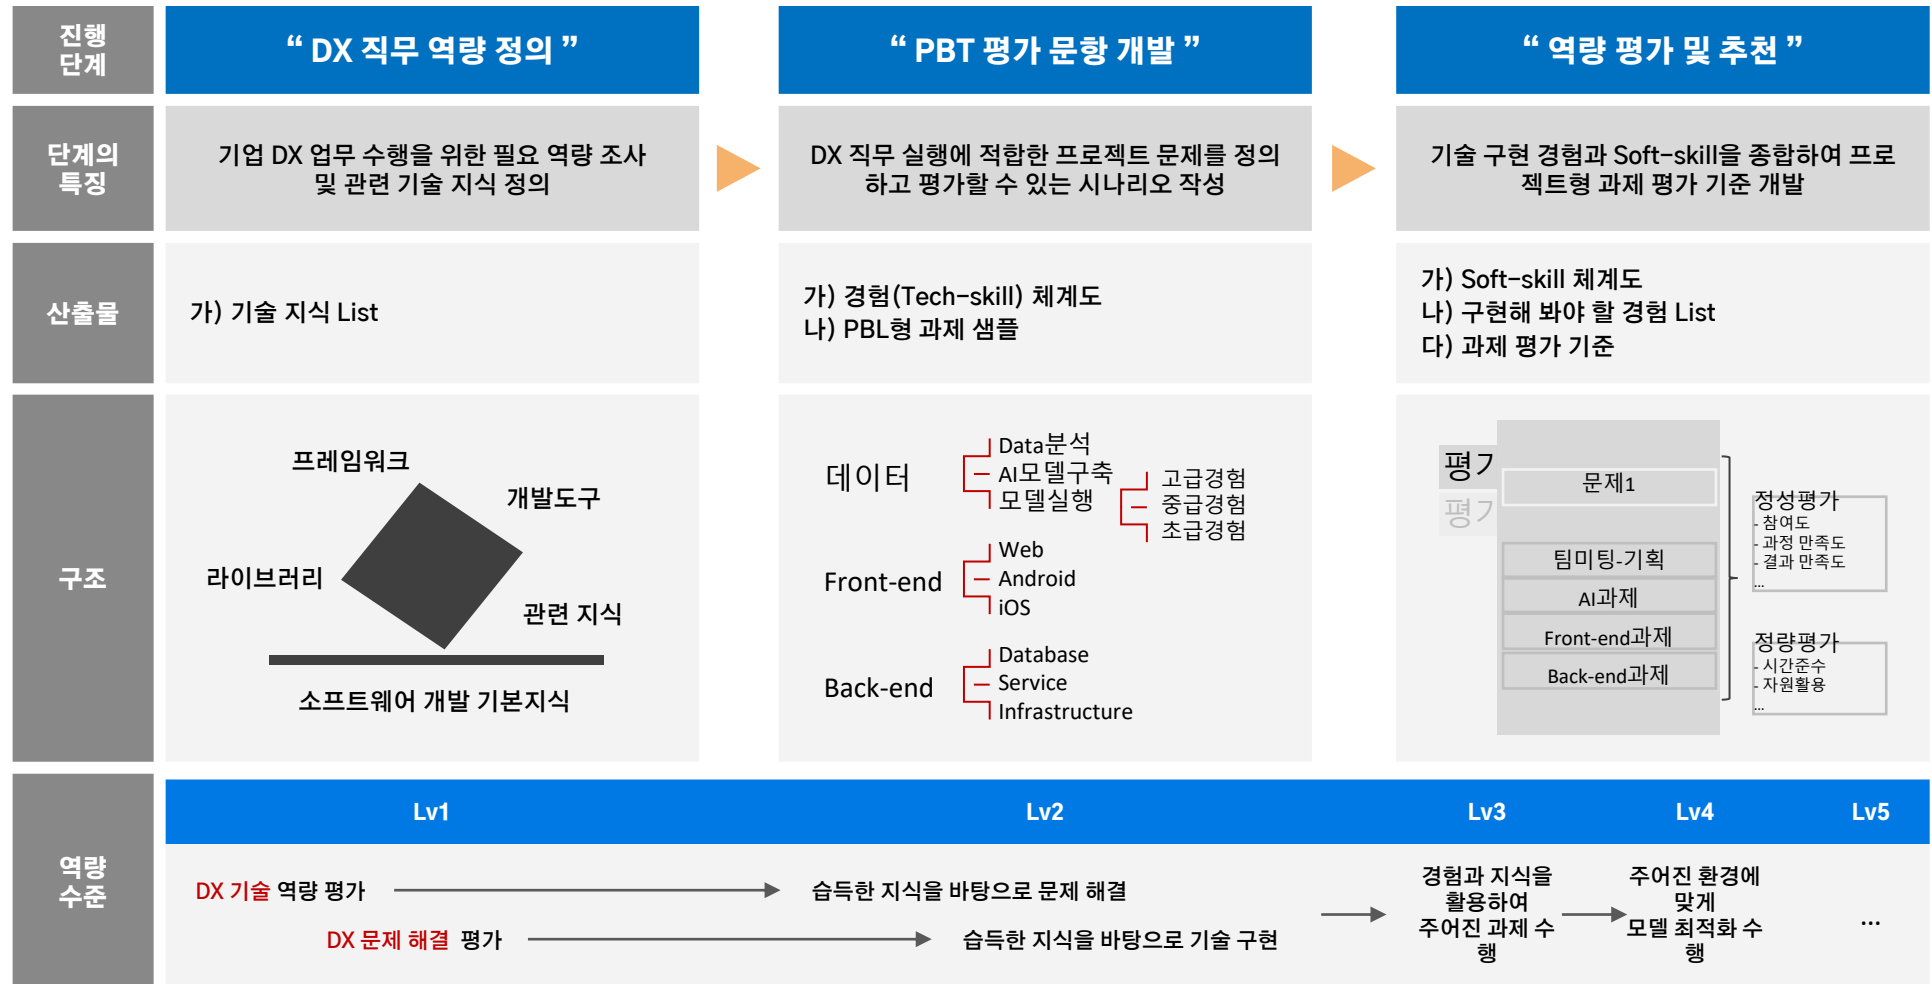 진행
단계
“ DX 직무 역량 정의 ”
“ PBT 평가 문항 개발 ”
“ 역량 평가 및 추천 ”
단계의
특징
기업 DX 업무 수행을 위한 필요 역량 조사
및 관련 기술 지식 정의
DX 직무 실행에 적합한 프로젝트 문제를 정의
하고 평가할 수 있는 시나리오 작성
기술 구현 경험과 Soft-skill을 종합하여 프로
젝트형 과제 평가 기준 개발
산출물
가) 기술 지식 List
가) 경험(Tech-skill) 체계도
나) PBL형 과제 샘플
가) Soft-skill 체계도
나) 구현해 봐야 할 경험 List
다) 과제 평가 기준
구조
프레임워크
개발도구
라이브러리
관련 지식
소프트웨어 개발 기본지식
데이터
Data분석
AI모델구축
모델실행
고급경험
중급경험
초급경험
Front-end
Web
Android
iOS
Back-end
Database
Service
Infrastructure
평가
평가
문제1
팀미팅-기획
AI과제
Front-end과제
Back-end과제
정성평가
- 참여도
- 과정 만족도
- 결과 만족도
...
정량평가
- 시간준수
- 자원활용
...
역량
수준
Lv1
Lv2
Lv3
Lv4
Lv5
DX 기술 역량 평가
습득한 지식을 바탕으로 문제 해결
DX 문제 해결 평가
습득한 지식을 바탕으로 기술 구현
경험과 지식을
활용하여
주어진 과제 수
행
주어진 환경에
맞게
모델 최적화 수
행
...